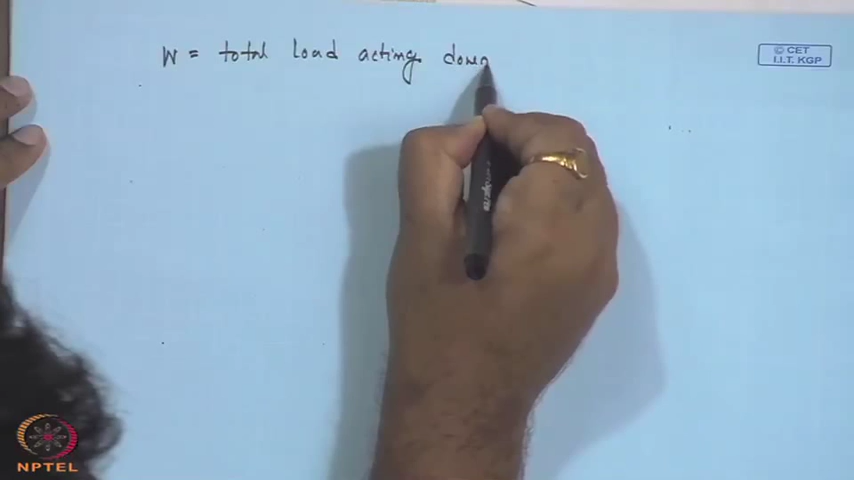 W = total load acting down
© CET
I.I.T. KGP
NPTEL